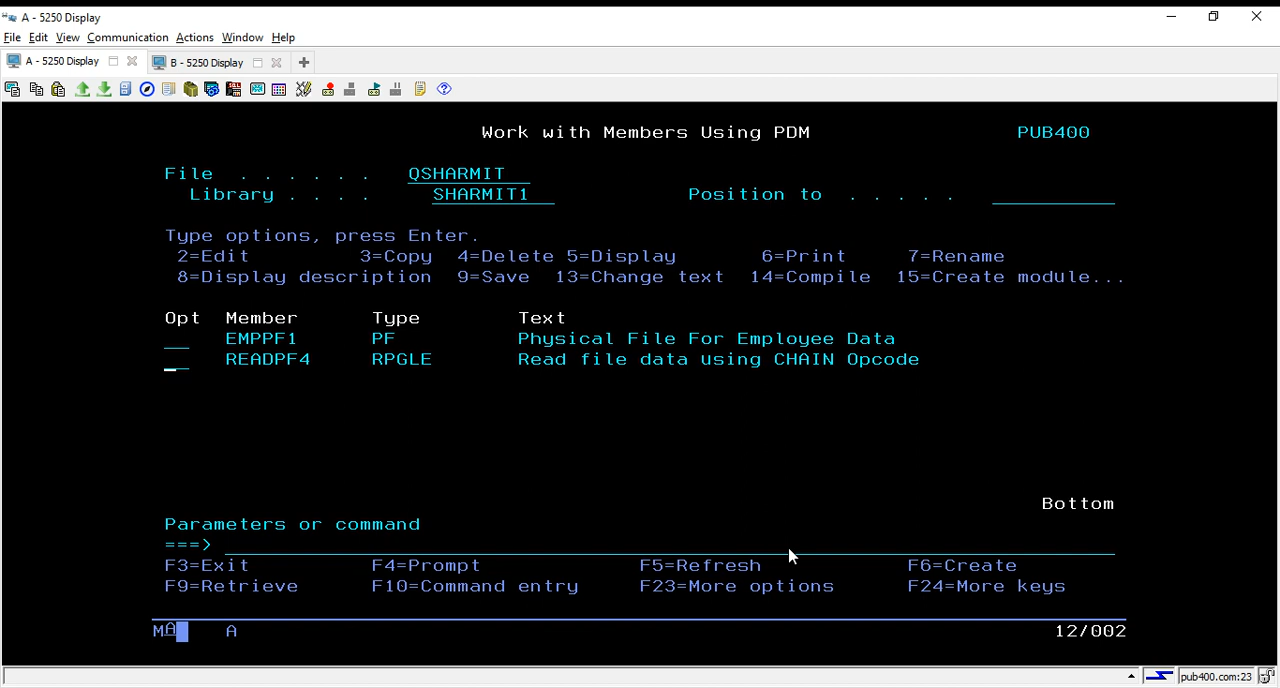 A - 5250 Display
File Edit View Communication Actions Window Help
A - 5250 Display B - 5250 Display
Work with Members Using PDM PUB400
File . . . . . . QSHARMIT
Library . . . . SHARMIT1 Position to . . . . .
Type options, press Enter.
2=Edit 3=Copy 4=Delete 5=Display 6=Print 7=Rename
8=Display description 9=Save 13=Change text 14=Compile 15=Create module...
Opt Member Type Text
EMPPF1 PF Physical File For Employee Data
READPF4 RPGLE Read file data using CHAIN Opcode
Bottom
Parameters or command
===>
F3=Exit F4=Prompt F5=Refresh F6=Create
F9=Retrieve F10=Command entry F23=More options F24=More keys
MA A 12/002
pub400.com:23